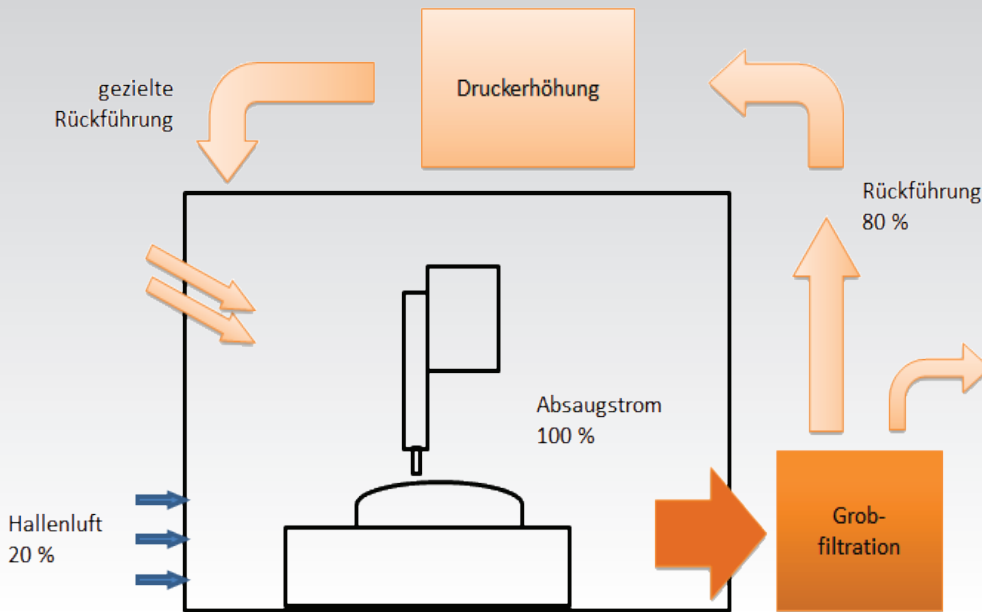 gezielte
Rückführung
Druckerhöhung
Rückführung
80 %
Absaugstrom
100 %
Hallenluft
20 %
Grob-
filtration